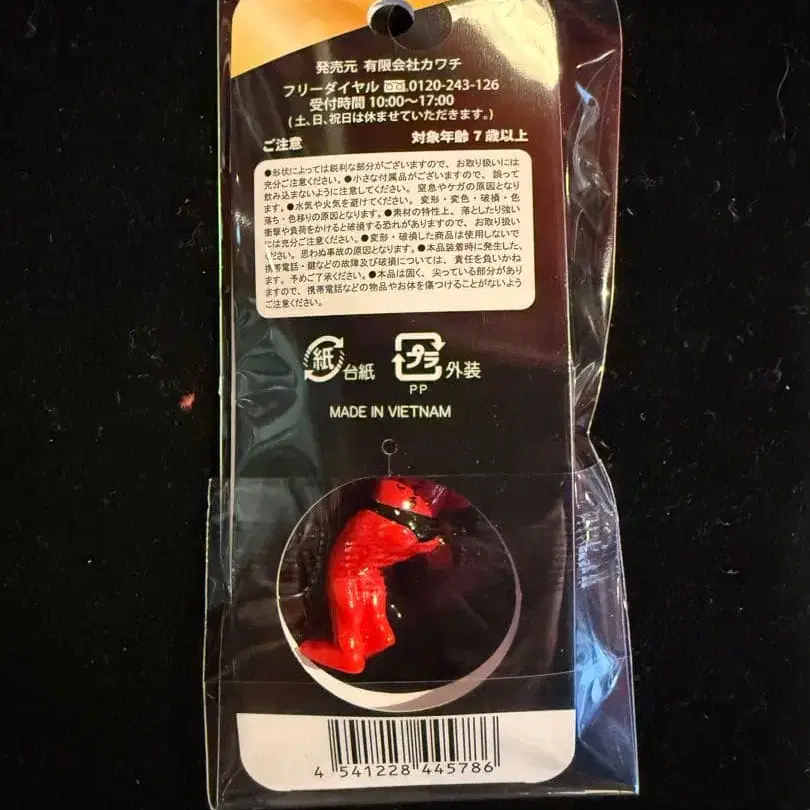 発売元 有限会社カワチ
フリーダイヤル 0120-243-126
受付時間 10:00〜17:00
(土、日、祝日は休ませていただきます。)
ご注意 対象年齢 7 歳以上
●形状によっては鋭利な部分がございますので、お取り扱いには
充分ご注意ください。●小さな付属品がございますので、誤って
飲み込まないように注意してください。窒息やケガの原因となり
ます。●水気や火気を避けてください。変形・変色・破損・色
落ち・色移りの原因となります。●素材の特性上、落としたり強い
衝撃や負荷をかけると破損する恐れがありますので、お取り扱い
には充分ご注意ください。●変形・破損した商品は使用しないで
ください。思わぬ事故の原因となります。●本品装着時に発生した、
携帯電話・鍵などの故障及び破損については、責任を負いかね
ます。予めご了承ください。●本品は固く、尖っている部分があり
ますので、携帯電話などの物品やお体を傷つけることがないよう
ご注意ください。
紙 台紙 プラ 外装
PP
MADE IN VIETNAM
4 541228 445786